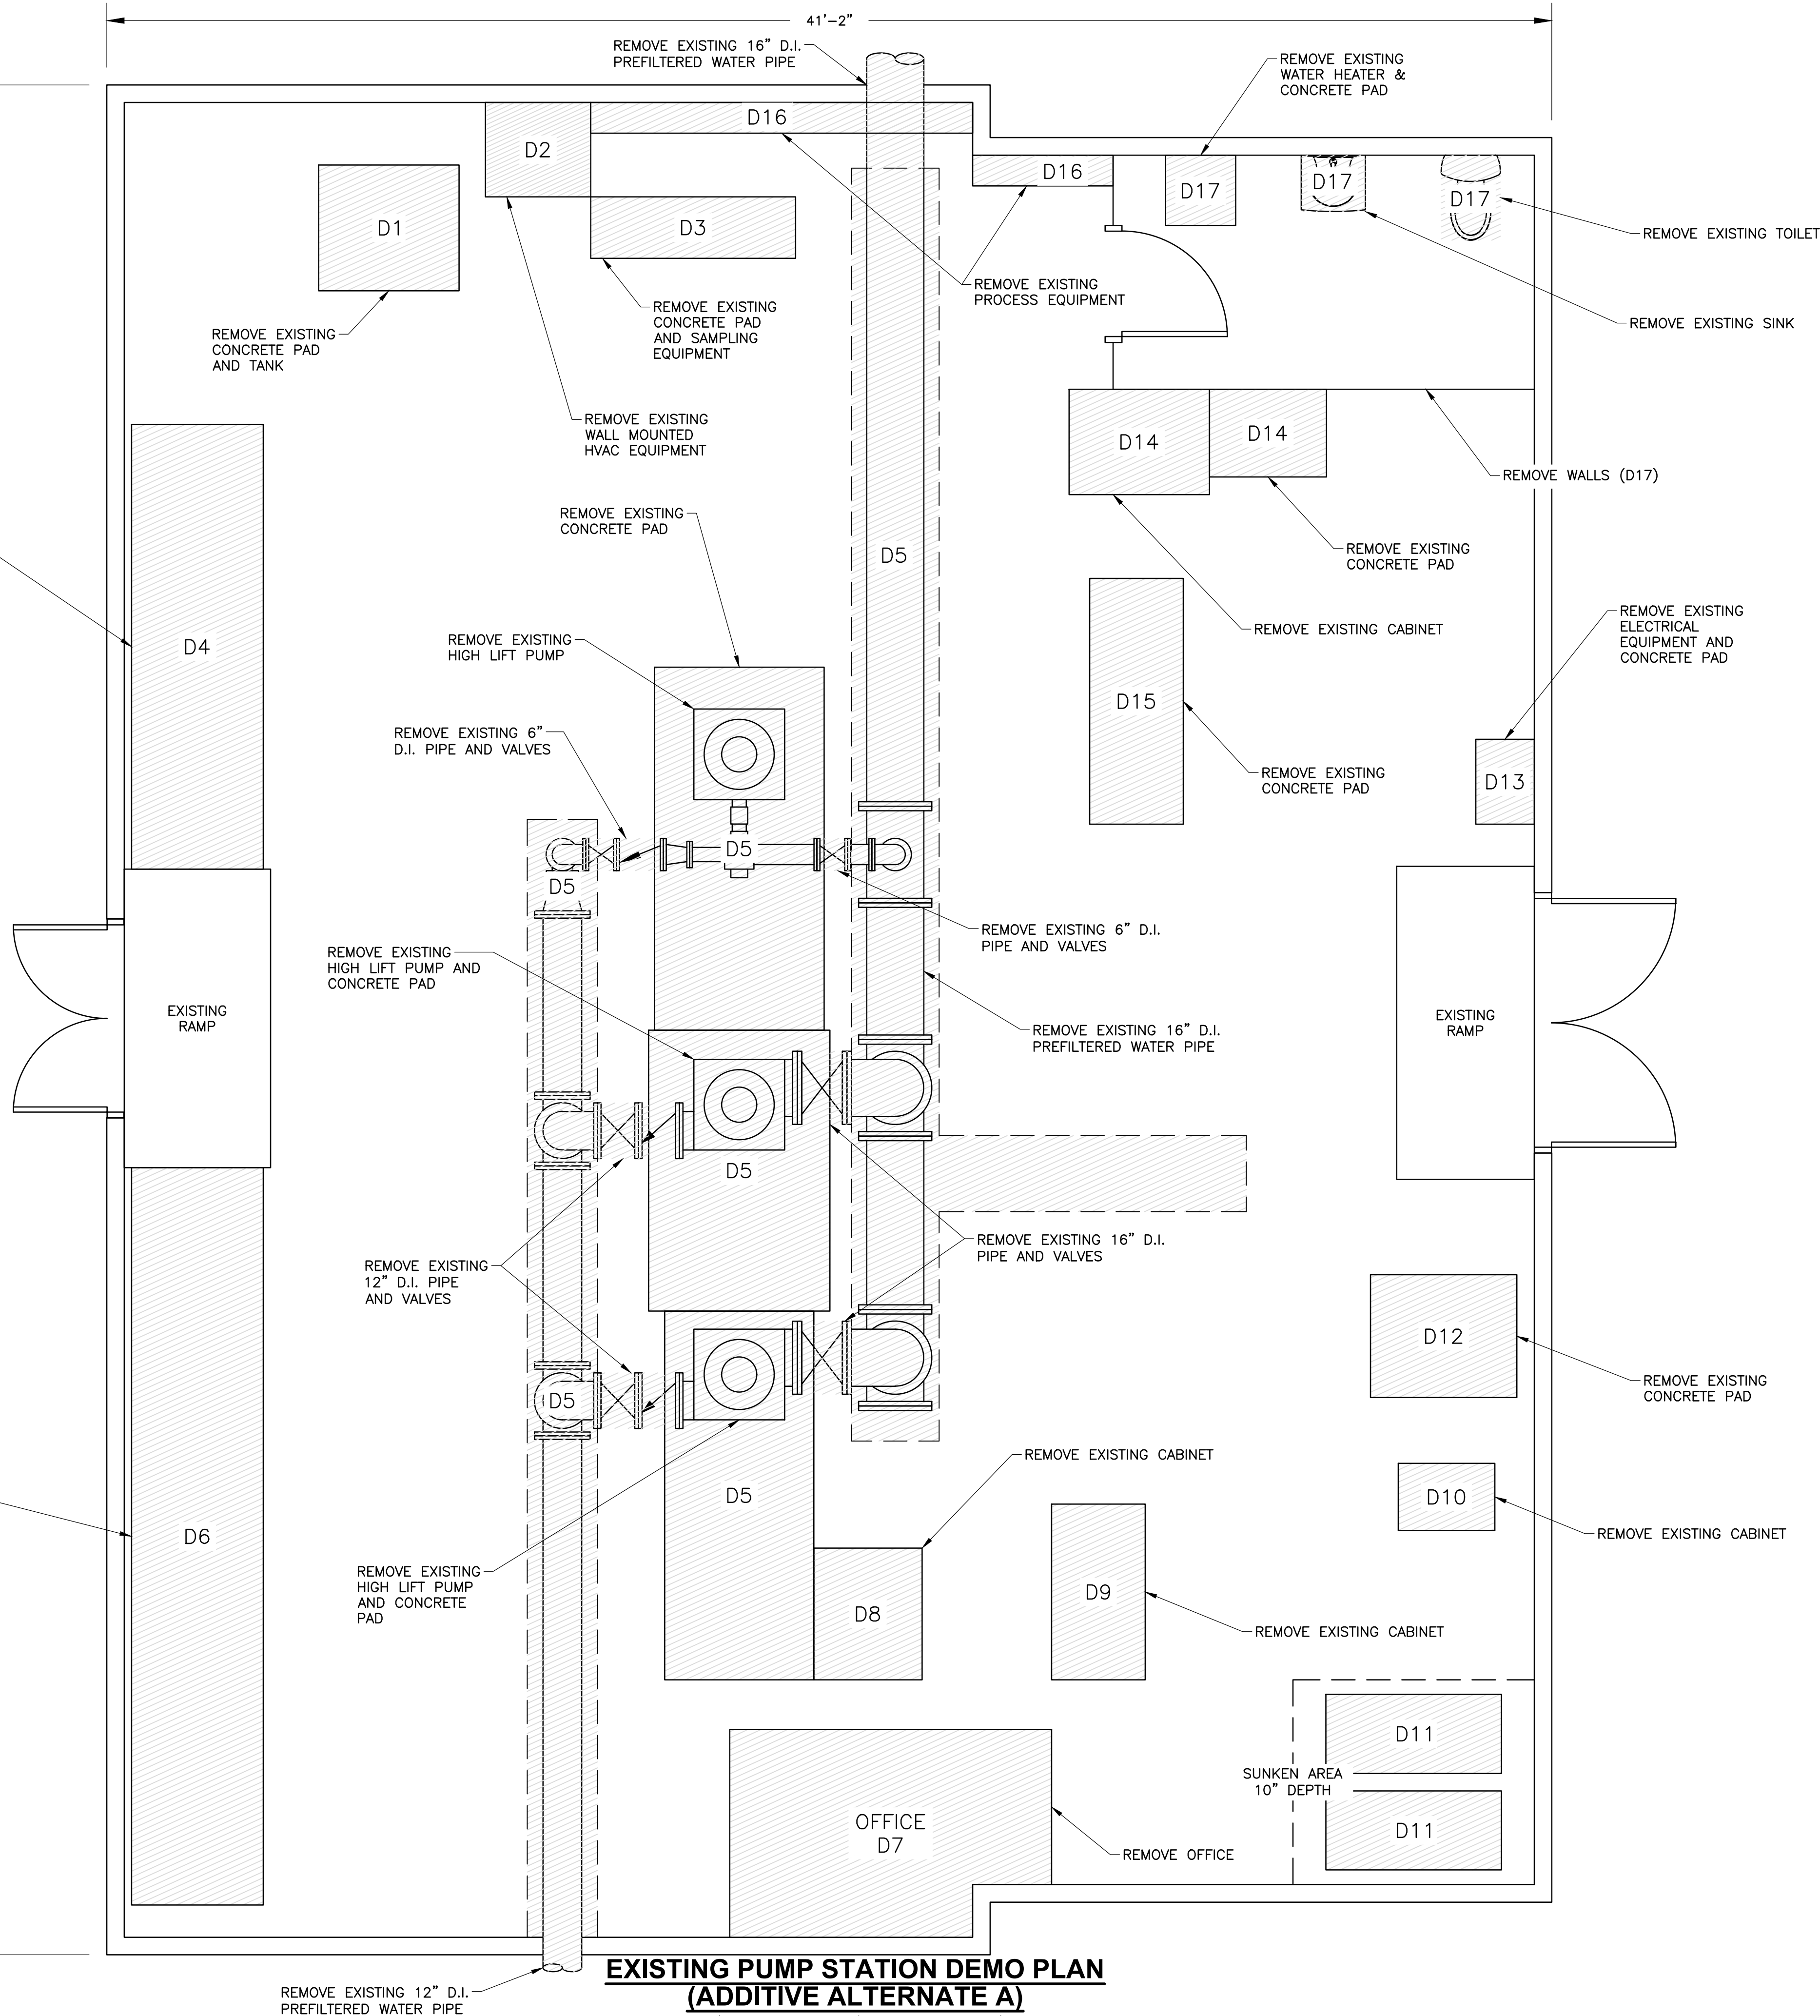 41'-2"
REMOVE EXISTING 16" D.I.
PREFILTERED WATER PIPE
REMOVE EXISTING
WATER HEATER &
CONCRETE PAD
D16
D2
D16
D17
D17
D17
D1
D3
REMOVE EXISTING TOILET
REMOVE EXISTING
PROCESS EQUIPMENT
REMOVE EXISTING
CONCRETE PAD
AND SAMPLING
EQUIPMENT
REMOVE EXISTING SINK
REMOVE EXISTING
CONCRETE PAD
AND TANK
REMOVE EXISTING
WALL MOUNTED
HVAC EQUIPMENT
D14
D14
REMOVE WALLS (D17)
REMOVE EXISTING
CONCRETE PAD
D5
REMOVE EXISTING
CONCRETE PAD
REMOVE EXISTING CABINET
REMOVE EXISTING
ELECTRICAL
EQUIPMENT AND
CONCRETE PAD
D4
REMOVE EXISTING
HIGH LIFT PUMP
D15
REMOVE EXISTING 6"
D.I. PIPE AND VALVES
REMOVE EXISTING
CONCRETE PAD
D13
D5
D5
REMOVE EXISTING 6" D.I.
PIPE AND VALVES
REMOVE EXISTING
HIGH LIFT PUMP AND
CONCRETE PAD
EXISTING
RAMP
REMOVE EXISTING 16" D.I.
PREFILTERED WATER PIPE
EXISTING
RAMP
D5
REMOVE EXISTING 16" D.I.
PIPE AND VALVES
REMOVE EXISTING
12" D.I. PIPE
AND VALVES
D12
REMOVE EXISTING
CONCRETE PAD
D5
REMOVE EXISTING CABINET
D5
D10
REMOVE EXISTING CABINET
D6
REMOVE EXISTING
HIGH LIFT PUMP
AND CONCRETE
PAD
D8
D9
REMOVE EXISTING CABINET
D11
SUNKEN AREA
10" DEPTH
OFFICE
D7
D11
REMOVE OFFICE
EXISTING PUMP STATION DEMO PLAN
(ADDITIVE ALTERNATE A)
REMOVE EXISTING 12" D.I.
PREFILTERED WATER PIPE